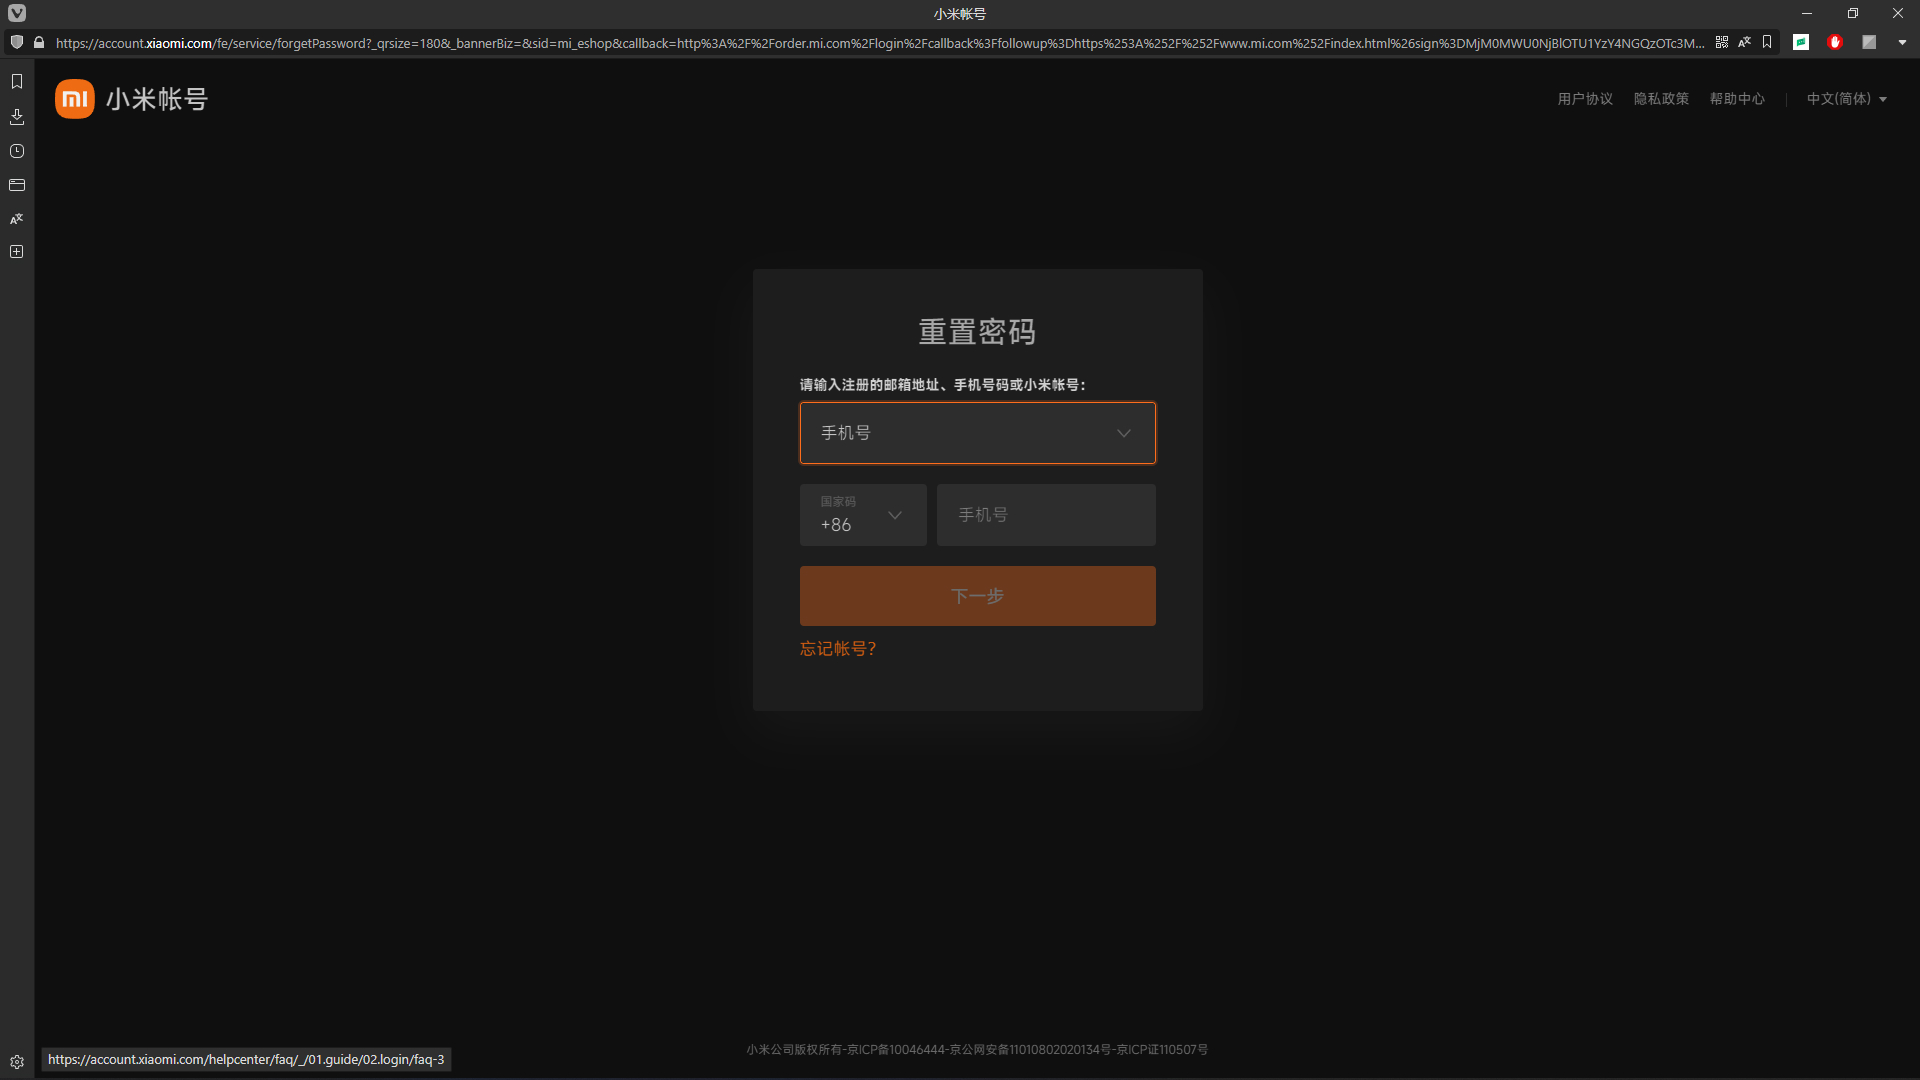 小米帐号
https://account.xiaomi.com/fe/service/forgetPassword?_qrsize=180&_bannerBiz=&sid=mi_eshop&callback=http%3A%2F%2Forder.mi.com%2Flogin%2Fcallback%3Ffollowup%3Dhttps%253A%252F%252Fwww.mi.com%252Findex.html%26sign%3DMjM0MWU0NjBlOTU1YzY4NGQzOTc3M...
小米帐号
用户协议 隐私政策 帮助中心 | 中文(简体)
重置密码
请输入注册的邮箱地址、手机号码或小米帐号：
手机号
国家码
+86
手机号
下一步
忘记帐号？
小米公司版权所有-京ICP备10046444-京公网安备11010802020134号-京ICP证110507号
https://account.xiaomi.com/helpcenter/faq/_/01.guide/02.login/faq-3